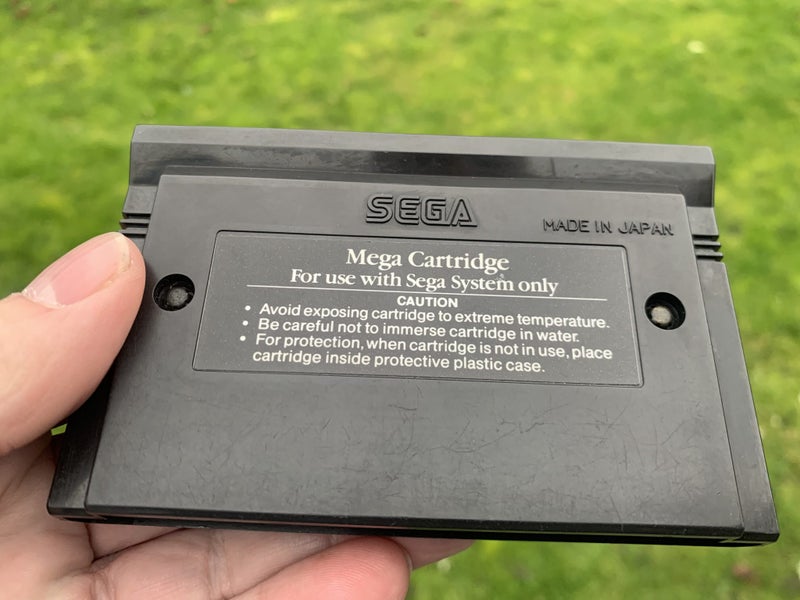 SEGA
MADE IN JAPAN
Mega Cartridge
For use with Sega System only
CAUTION
• Avoid exposing cartridge to extreme temperature.
• Be careful not to immerse cartridge in water.
• For protection, when cartridge is not in use, place
cartridge inside protective plastic case.